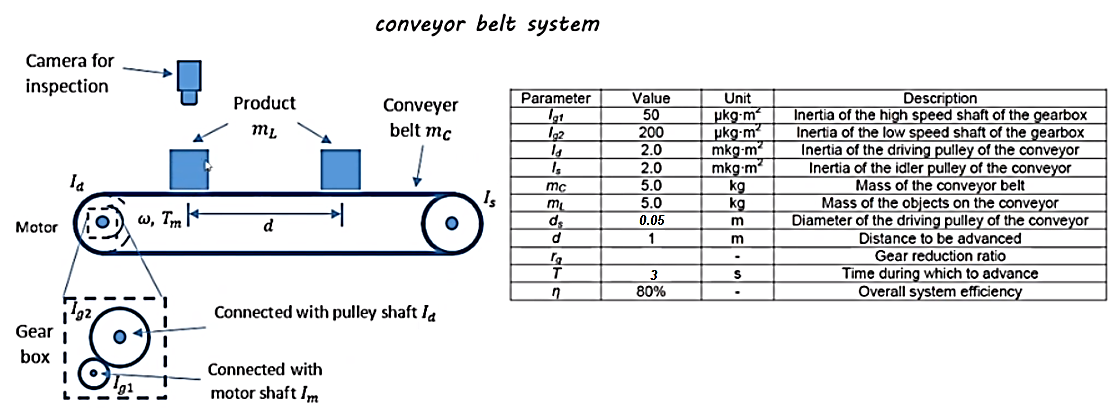 conveyor belt system
Camera for
inspection
Product
m_L
Conveyer
belt m_C
I_d
I_s
Motor
ω, T_m
d
I_g2
Gear
box
I_g1
Connected with pulley shaft I_d
Connected with
motor shaft I_m
Parameter Value Unit Description
I_g1 50 µkg·m² Inertia of the high speed shaft of the gearbox
I_g2 200 µkg·m² Inertia of the low speed shaft of the gearbox
I_d 2.0 mkg·m² Inertia of the driving pulley of the conveyor
I_s 2.0 mkg·m² Inertia of the idler pulley of the conveyor
m_C 5.0 kg Mass of the conveyor belt
m_L 5.0 kg Mass of the objects on the conveyor
d_s 0.05 m Diameter of the driving pulley of the conveyor
d 1 m Distance to be advanced
r_g - Gear reduction ratio
T 3 s Time during which to advance
η 80% - Overall system efficiency